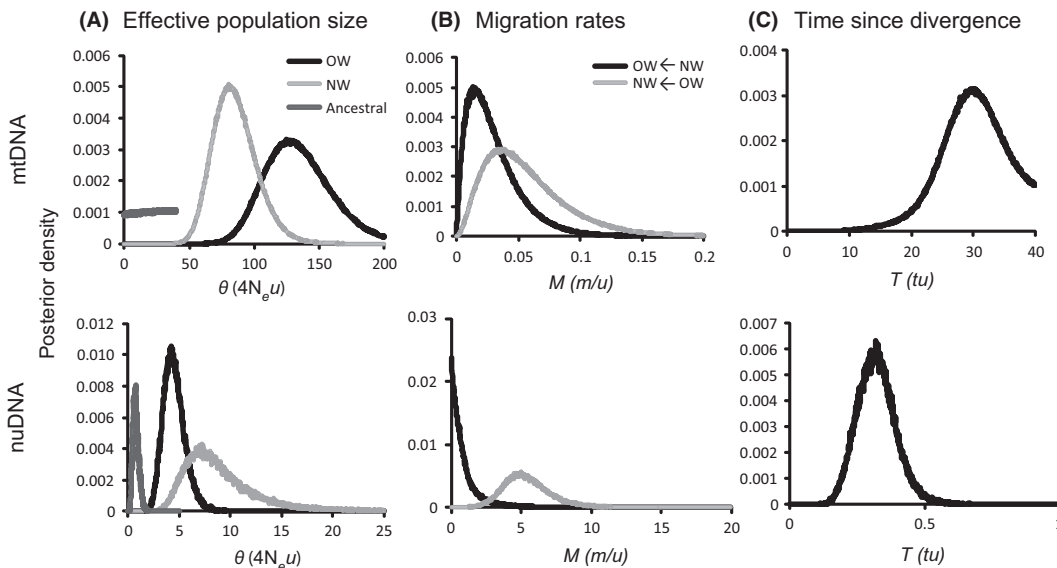 (A) Effective population size
(B) Migration rates
(C) Time since divergence
Posterior density
mtDNA
0.006
0.005
0.004
0.003
0.002
0.001
0
0 50 100 150 200
θ (4Nₑu)
OW
NW
Ancestral
0.006
0.005
0.004
0.003
0.002
0.001
0.000
0 0.05 0.1 0.15 0.2
M (m/u)
OW ← NW
NW ← OW
0.004
0.003
0.002
0.001
0
0 10 20 30 40
T (tu)
nuDNA
0.012
0.010
0.008
0.006
0.004
0.002
0
0 5 10 15 20 25
θ (4Nₑu)
0.03
0.02
0.01
0
0 5 10 15 20
M (m/u)
0.007
0.006
0.005
0.004
0.003
0.002
0.001
0
0 0.5
T (tu)